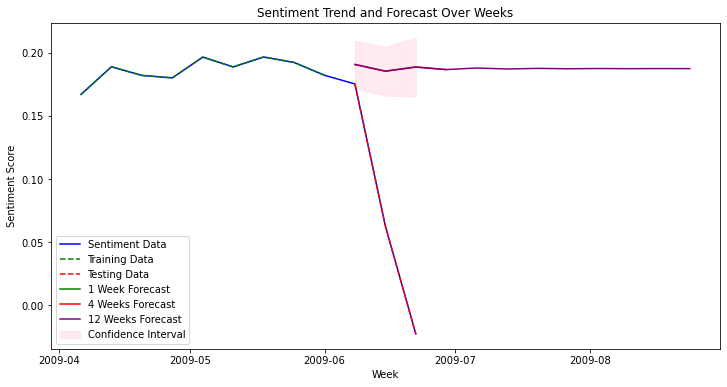 Sentiment Trend and Forecast Over Weeks
Sentiment Score
0.20
0.15
0.10
0.05
0.00
Sentiment Data
Training Data
Testing Data
1 Week Forecast
4 Weeks Forecast
12 Weeks Forecast
Confidence Interval
2009-04 2009-05 2009-06 2009-07 2009-08
Week